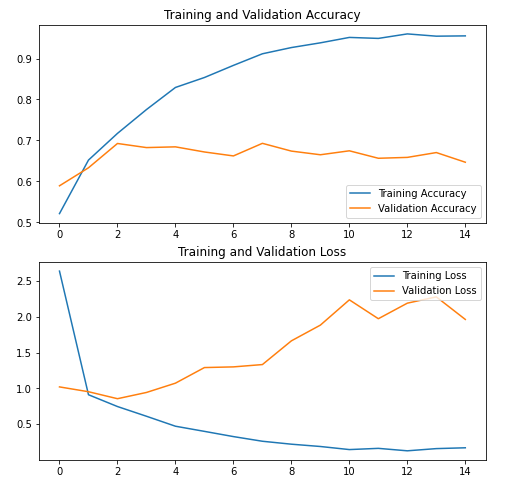 Training and Validation Accuracy
0.9
0.8
0.7
0.6
0.5
Training Accuracy
Validation Accuracy
0 2 4 6 8 10 12 14
Training and Validation Loss
2.5
2.0
1.5
1.0
0.5
Training Loss
Validation Loss
0 2 4 6 8 10 12 14